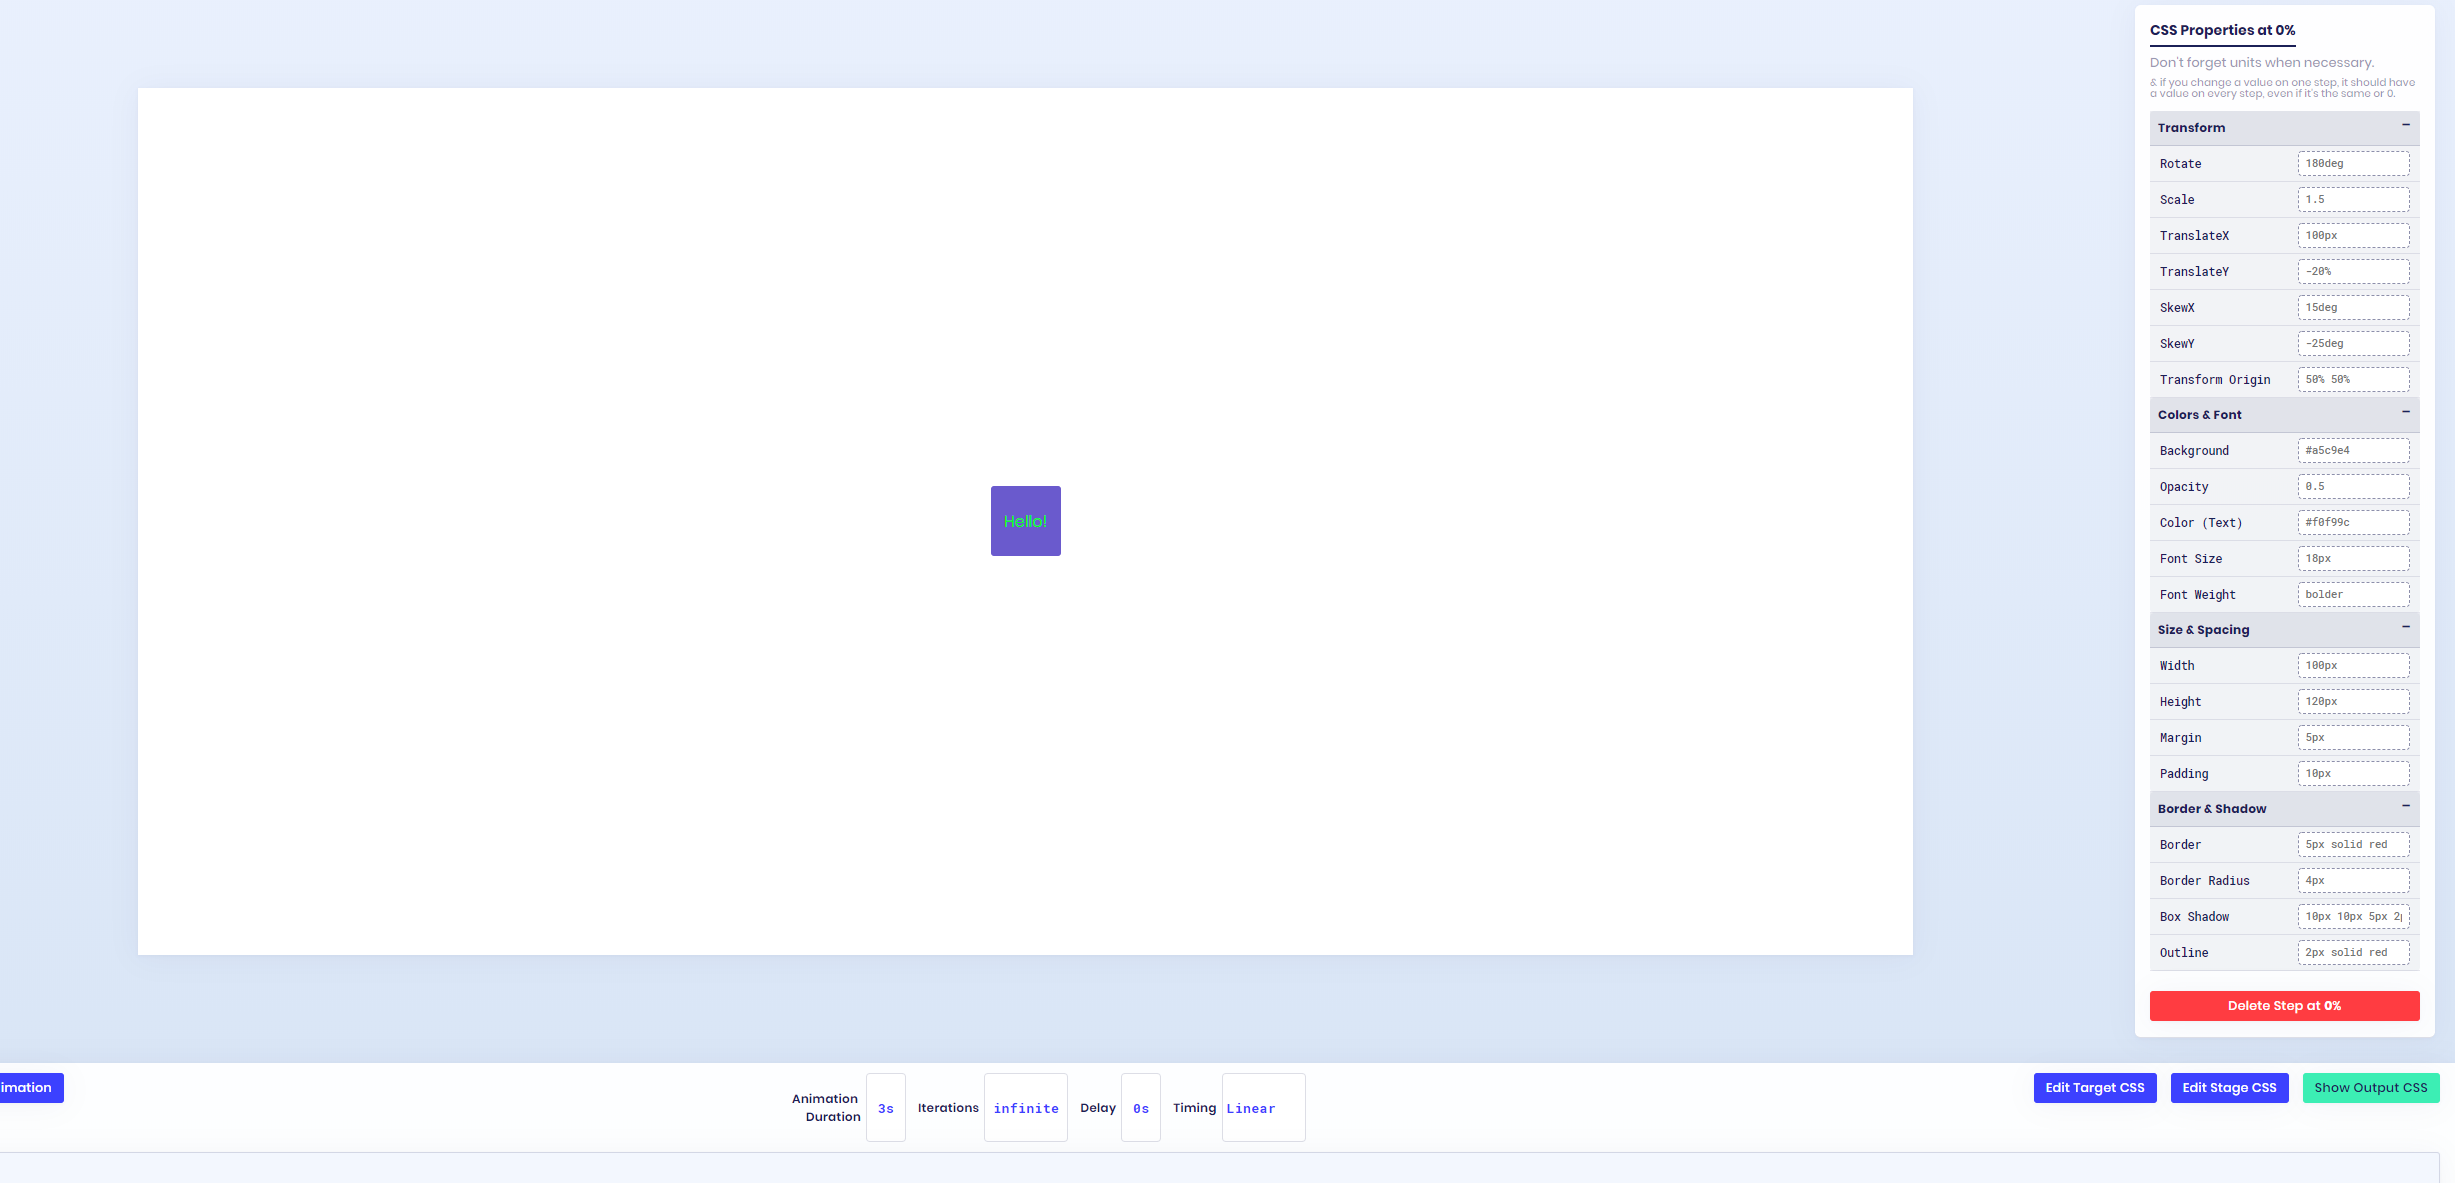 CSS Properties at 0%
Don't forget units when necessary.
& if you change a value on one step, it should have
a value on every step, even if it's the same or 0.
Transform −
Rotate 180deg
Scale 1.5
TranslateX 100px
TranslateY -20%
SkewX 15deg
SkewY -25deg
Transform Origin 50% 50%
Colors & Font −
Background #a5c9e4
Opacity 0.5
Color (Text) #f0f99c
Font Size 18px
Font Weight bolder
Size & Spacing −
Width 100px
Height 120px
Margin 5px
Padding 10px
Border & Shadow −
Border 5px solid red
Border Radius 4px
Box Shadow 10px 10px 5px 2
Outline 2px solid red
Delete Step at 0%
Hello!
imation
Animation
Duration
3s
Iterations infinite
Delay 0s
Timing Linear
Edit Target CSS
Edit Stage CSS
Show Output CSS